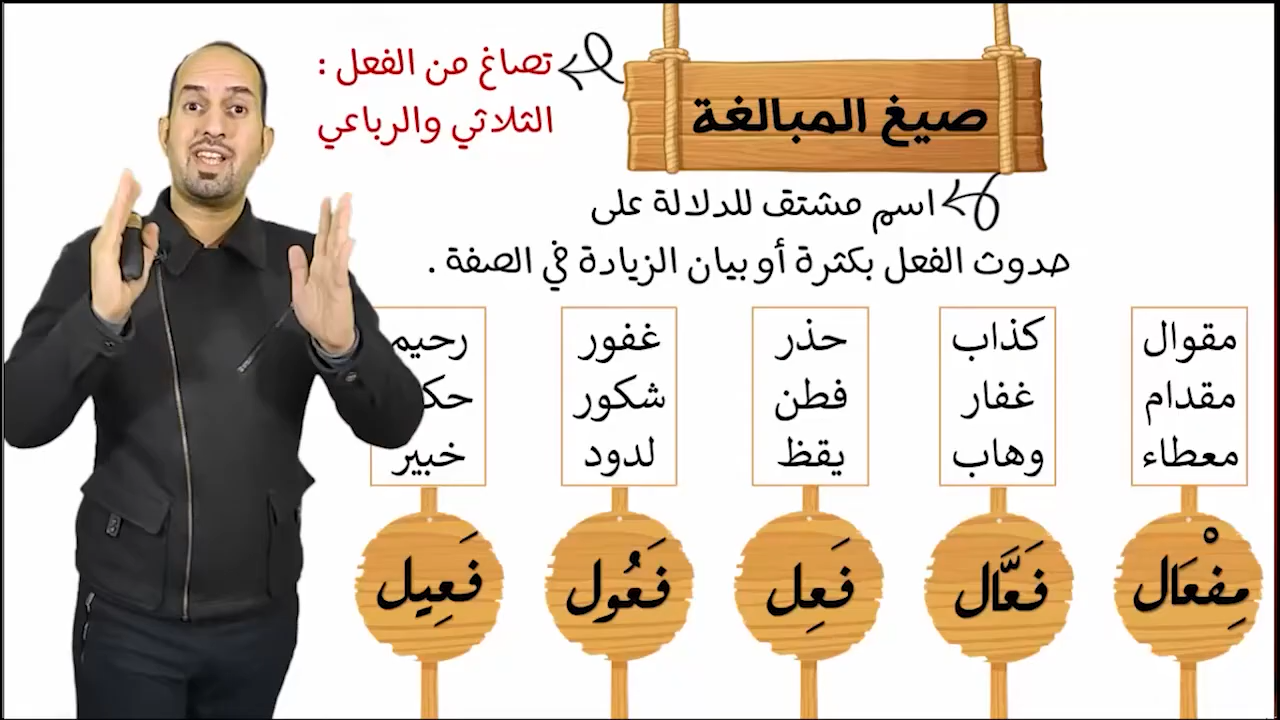 صيغ المبالغة
تصاغ من الفعل :
الثلاثي والرباعي
اسم مشتق للدلالة على
حدوث الفعل بكثرة أو بيان الزيادة في الصفة .
مقوال
مقدام
معطاء
مِفْعَال
كذاب
غفار
وهاب
فَعَّال
حذر
فطن
يقظ
فَعِل
غفور
شكور
لدود
فَعُول
رحيم
خبير
فَعِيل